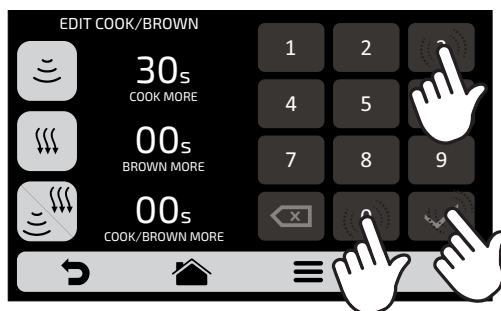 EDIT COOK/BROWN
30s
COOK MORE
00s
BROWN MORE
00s
COOK/BROWN MORE
1 2
4 5
7 8 9
x